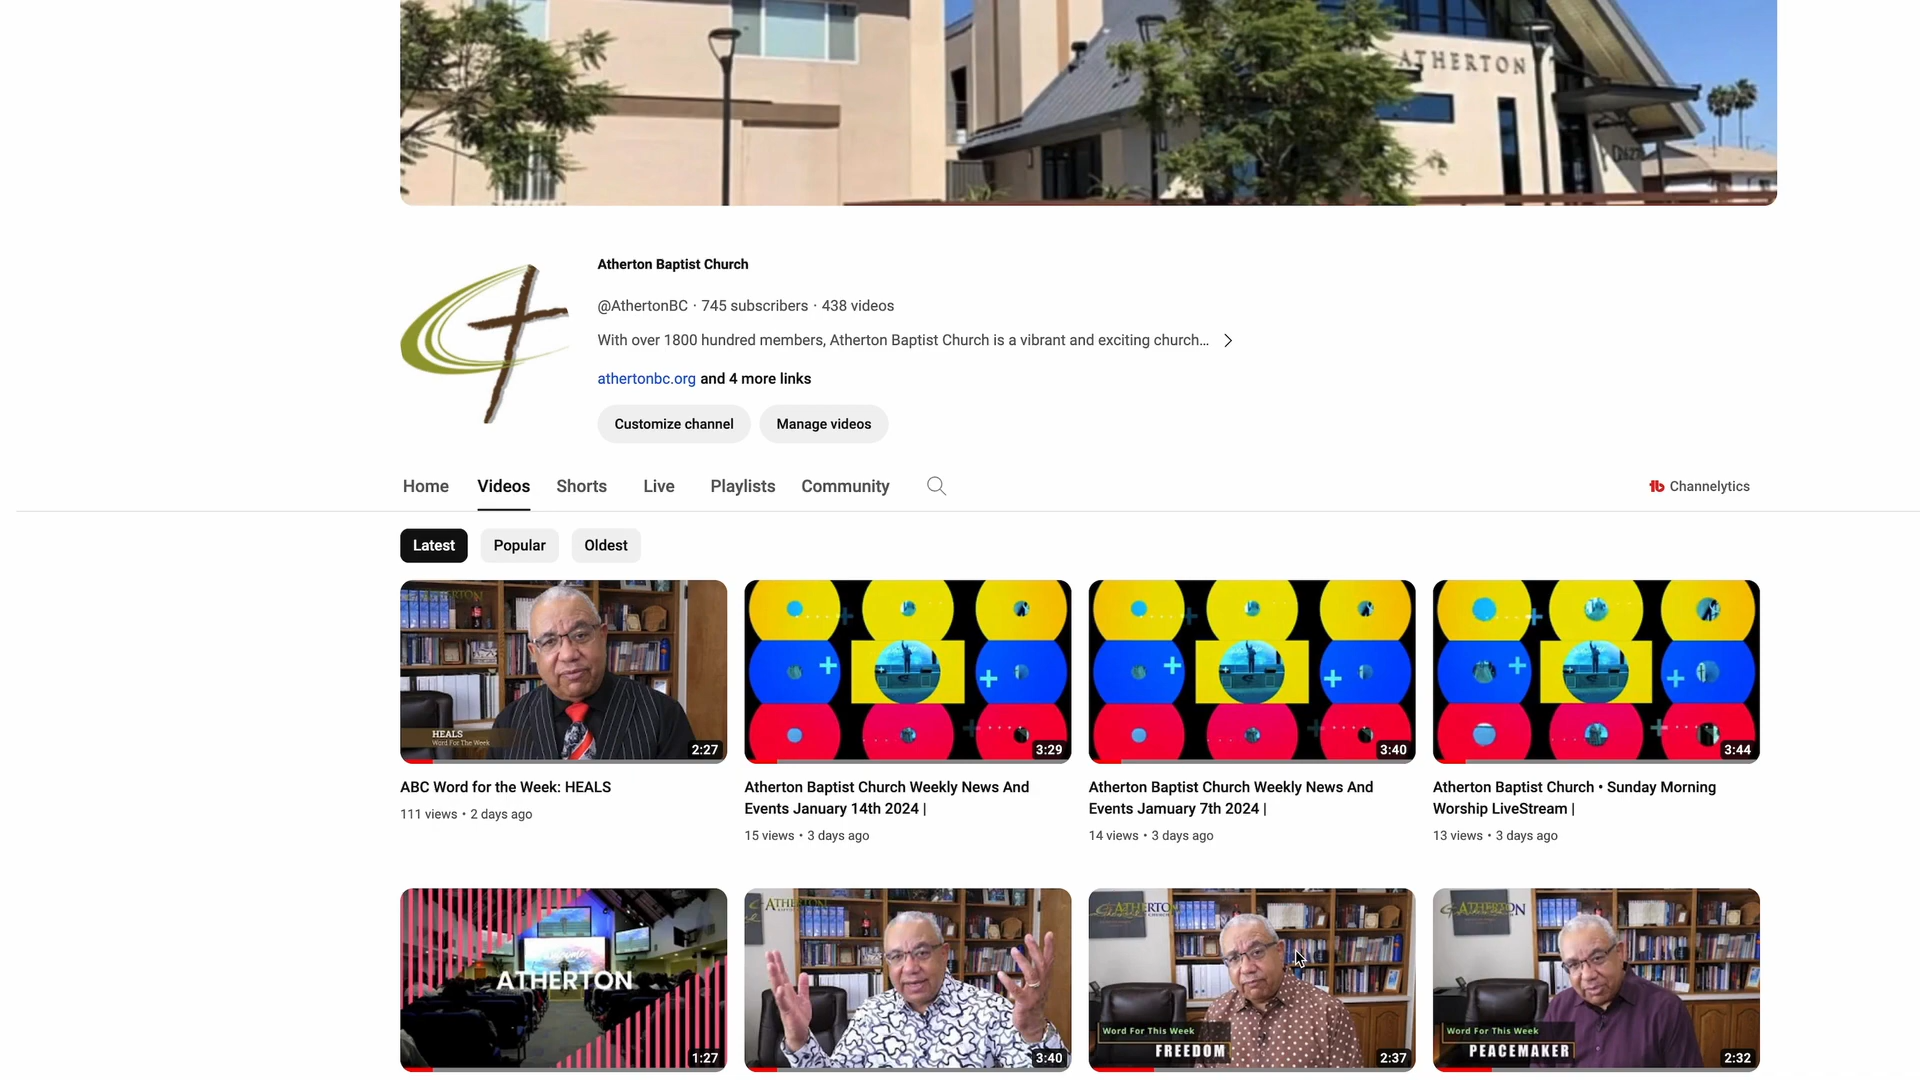 ATHERTON
Atherton Baptist Church
@AthertonBC · 745 subscribers · 438 videos
With over 1800 hundred members, Atherton Baptist Church is a vibrant and exciting church...
athertonbc.org and 4 more links
Customize channel
Manage videos
Home Videos Shorts Live Playlists Community
Channelytics
Latest Popular Oldest
HEALS
Word For The Week
2:27
3:29
3:40
3:44
ABC Word for the Week: HEALS
111 views • 2 days ago
Atherton Baptist Church Weekly News And
Events January 14th 2024 |
15 views • 3 days ago
Atherton Baptist Church Weekly News And
Events Jamuary 7th 2024 |
14 views • 3 days ago
Atherton Baptist Church • Sunday Morning
Worship LiveStream |
13 views • 3 days ago
ATHERTON
1:27
ATHERTON
3:40
ATHERTON
Word For This Week
FREEDOM
2:37
ATHERTON
Word For This Week
PEACEMAKER
2:32